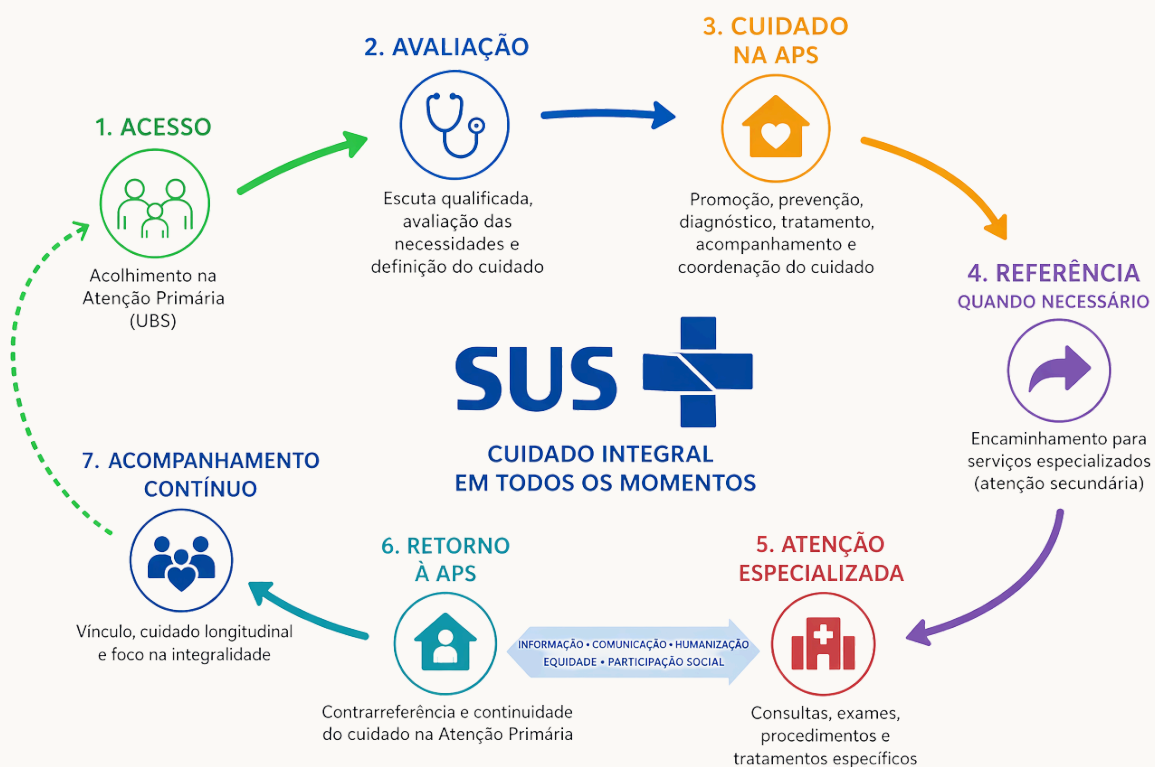 1. ACESSO
Acolhimento na
Atenção Primária
(UBS)
2. AVALIAÇÃO
Escuta qualificada,
avaliação das
necessidades e
definição do cuidado
3. CUIDADO
NA APS
Promoção, prevenção,
diagnóstico, tratamento,
acompanhamento e
coordenação do cuidado
4. REFERÊNCIA
QUANDO NECESSÁRIO
Encaminhamento para
serviços especializados
(atenção secundária)
SUS
CUIDADO INTEGRAL
EM TODOS OS MOMENTOS
5. ATENÇÃO
ESPECIALIZADA
Consultas, exames,
procedimentos e
tratamentos específicos
INFORMAÇÃO • COMUNICAÇÃO • HUMANIZAÇÃO
EQUIDADE • PARTICIPAÇÃO SOCIAL
6. RETORNO
À APS
Contrarreferência e continuidade
do cuidado na Atenção Primária
7. ACOMPANHAMENTO
CONTÍNUO
Vínculo, cuidado longitudinal
e foco na integralidade